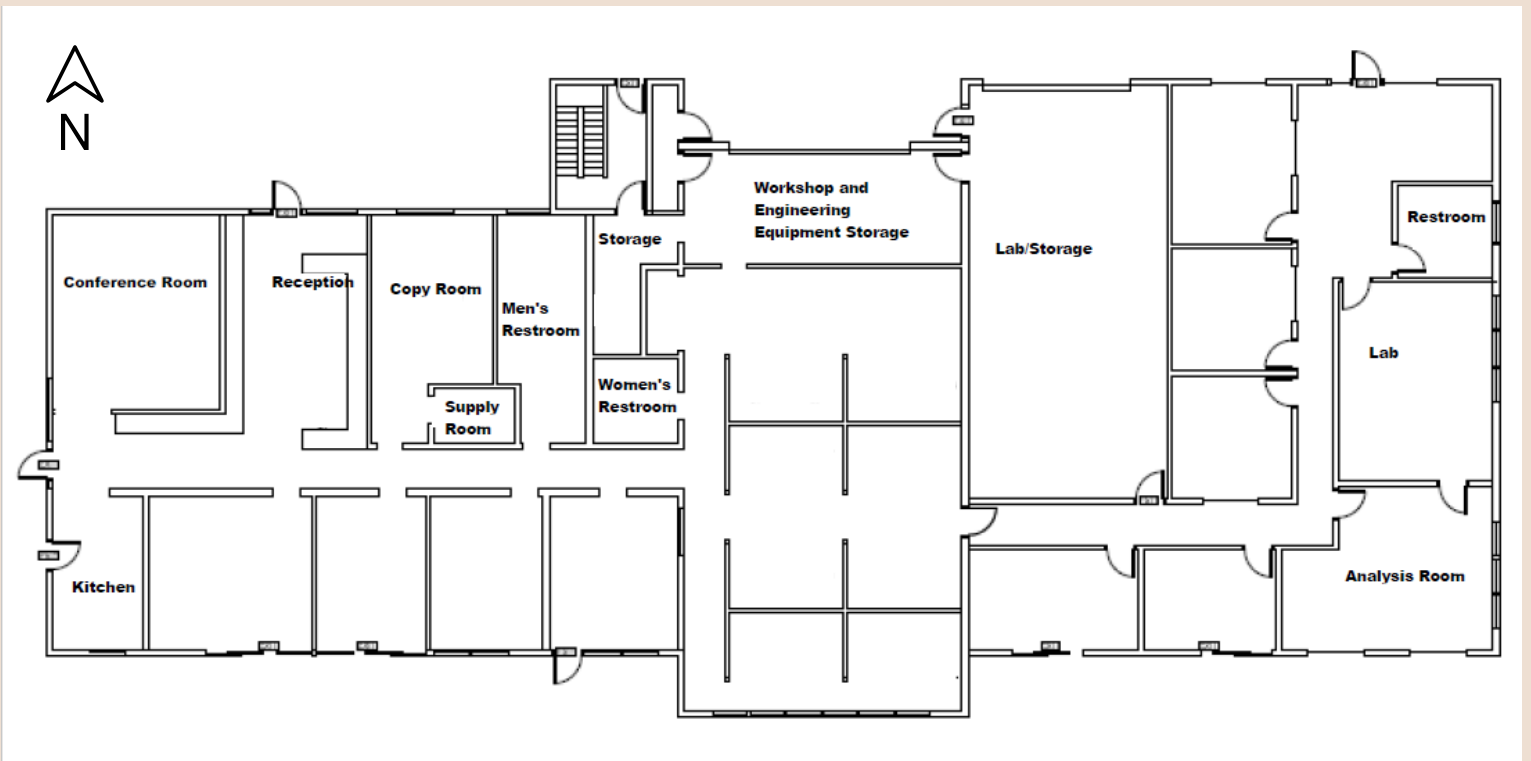 N
Workshop and
Engineering
Equipment Storage
Storage
Restroom
Lab/Storage
Conference Room
Reception
Copy Room
Men's
Restroom
Lab
Women's
Restroom
Supply
Room
Analysis Room
Kitchen